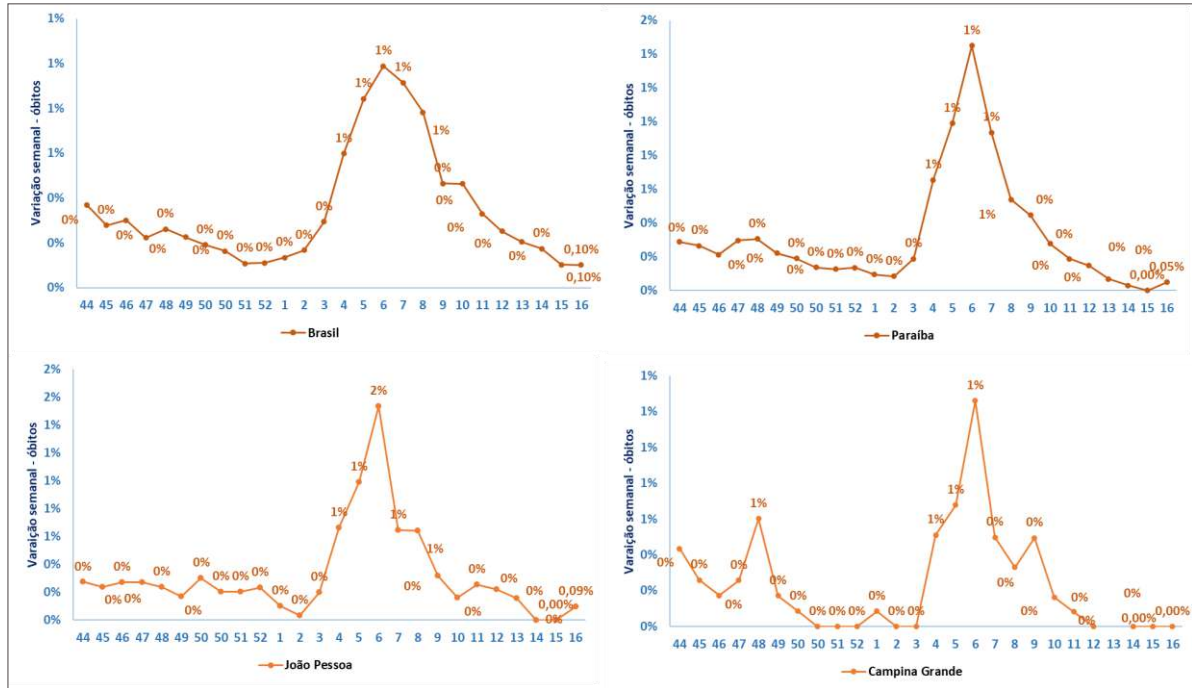 Variação semanal - óbitos
1%
1%
1%
1%
0%
0%
0%
0% 0% 0% 0% 0% 0% 0% 0% 0% 0% 0% 0% 0% 1% 1% 1% 1% 1% 0% 0% 0% 0% 0% 0% 0% 0,10% 0,10%
44 45 46 47 48 49 50 50 51 52 1 2 3 4 5 6 7 8 9 10 11 12 13 14 15 16
Brasil
Variação semanal - óbitos
2%
1%
1%
1%
1%
1%
0%
0%
0%
0% 0% 0% 0% 0% 0% 0% 0% 0% 0% 0% 0% 0% 1% 1% 1% 1% 1% 0% 0% 0% 0% 0% 0% 0% 0,00% 0,05%
44 45 46 47 48 49 50 50 51 52 1 2 3 4 5 6 7 8 9 10 11 12 13 14 15 16
Paraíba
Varaição semanal - óbitos
2%
2%
1%
1%
1%
1%
1%
0%
0%
0%
0% 0% 0% 0% 0% 0% 0% 0% 0% 0% 0% 0% 0% 1% 1% 2% 1% 0% 1% 0% 0% 0% 0% 0% 0% 0,00% 0,09%
44 45 46 47 48 49 50 50 51 52 1 2 3 4 5 6 7 8 9 10 11 12 13 14 15 16
João Pessoa
Variação semanal - óbitos
1%
1%
1%
1%
1%
0%
0%
0%
0% 0% 0% 0% 1% 0% 0% 0% 0% 0% 0% 0% 0% 1% 1% 1% 0% 0% 0% 0% 0% 0% 0% 0,00% 0,00%
44 45 46 47 48 49 50 50 51 52 1 2 3 4 5 6 7 8 9 10 11 12 13 14 15 16
Campina Grande